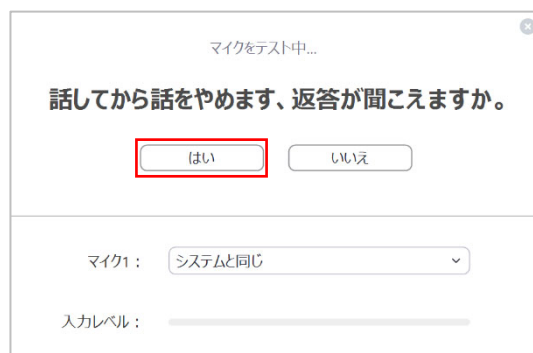 マイクをテスト中...
話してから話をやめます、返答が聞こえますか。
はい
いいえ
マイク1：
システムと同じ
入力レベル：